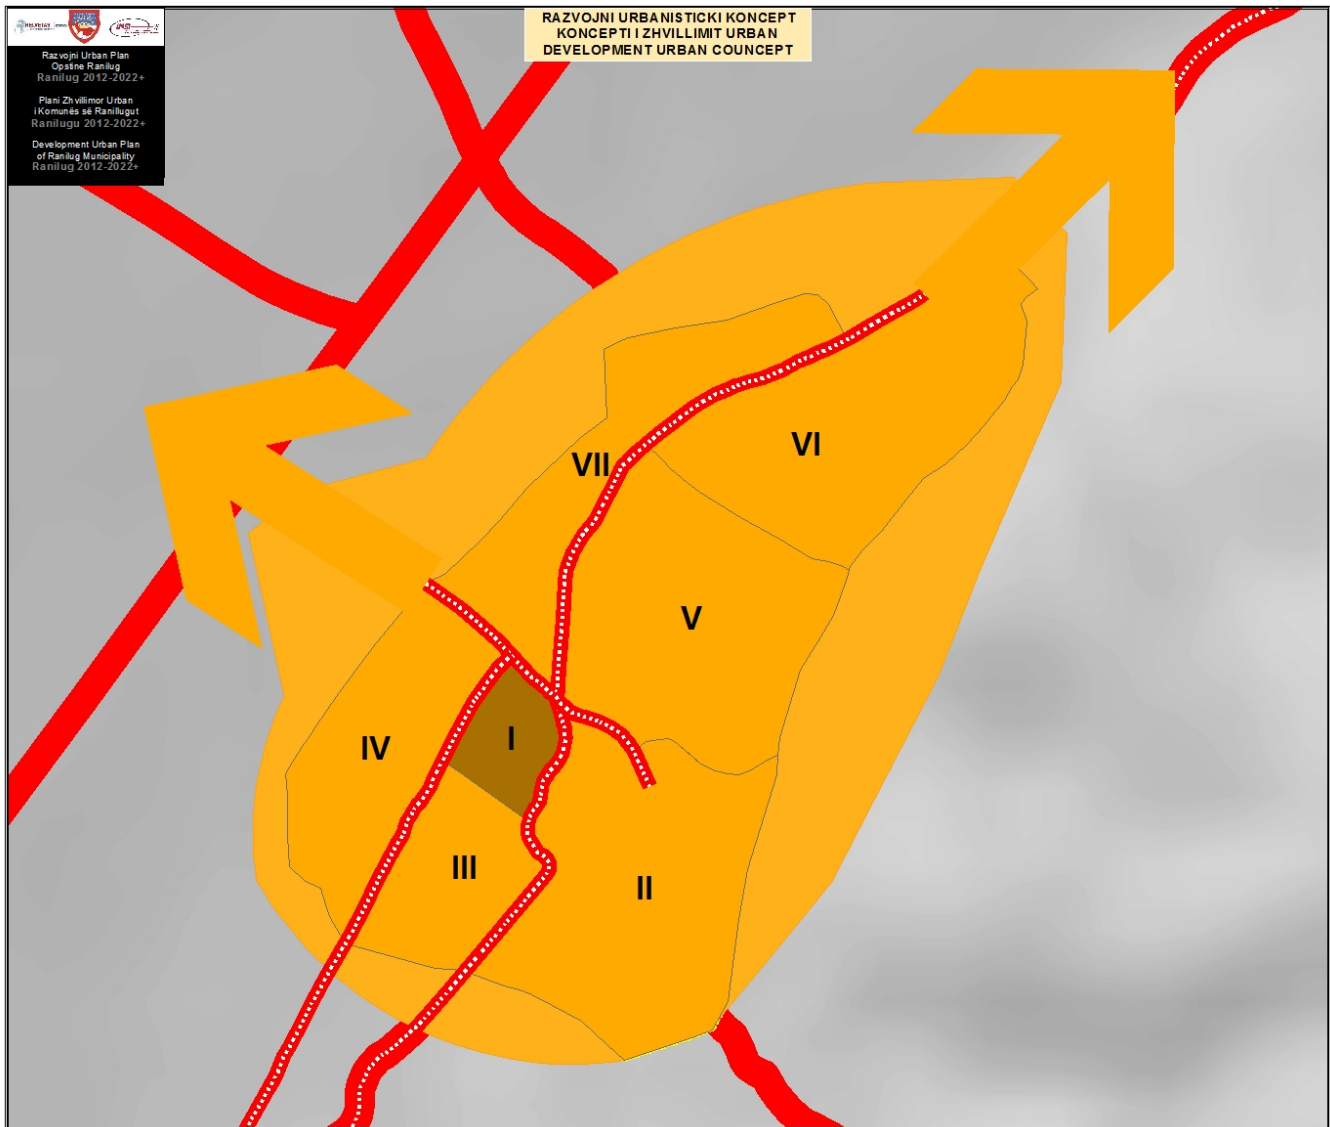 HELVETAS
Razvojni Urban Plan
Opstine Ranilug
Ranilug 2012-2022+
Plani Zhvillimor Urban
i Komunës së Ranillugut
Ranilugu 2012-2022+
Development Urban Plan
of Ranilug Municipality
Ranilug 2012-2022+
RAZVOJNI URBANISTICKI KONCEPT
KONCEPTI I ZHVILLIMIT URBAN
DEVELOPMENT URBAN COUNCEPT
VI
VII
V
I
IV
III
II